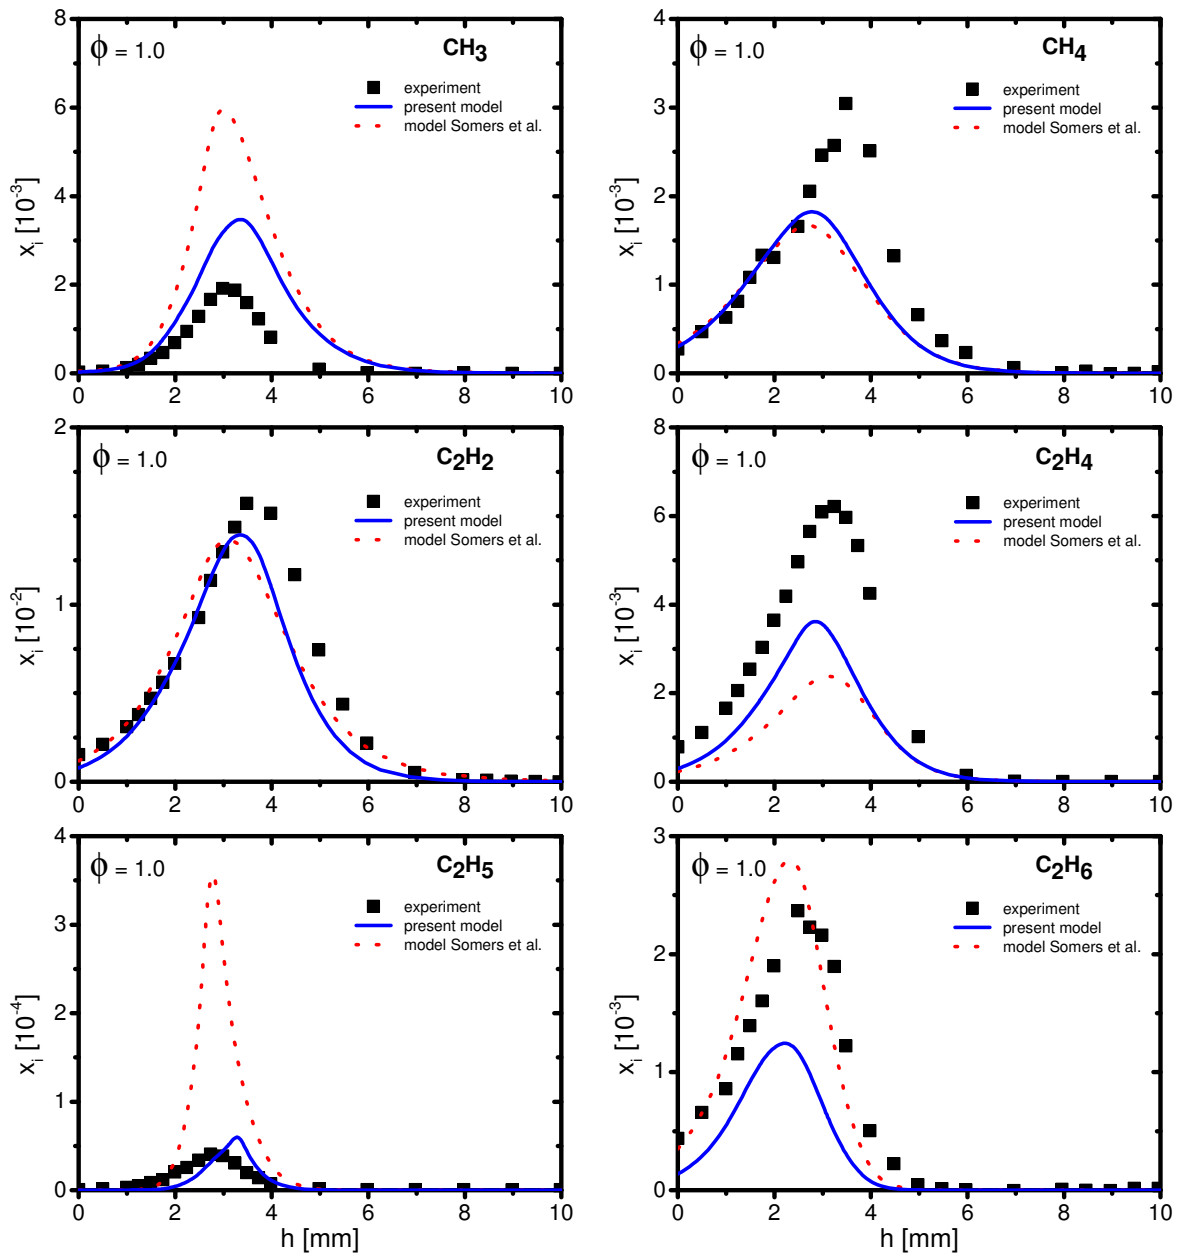 8
6
4
2
0
0 2 4 6 8 10
x_i [10^-3]
ϕ = 1.0
CH_3
experiment
present model
model Somers et al.
4
3
2
1
0
0 2 4 6 8 10
x_i [10^-3]
ϕ = 1.0
CH_4
experiment
present model
model Somers et al.
2
1
0
0 2 4 6 8 10
x_i [10^-2]
ϕ = 1.0
C_2H_2
experiment
present model
model Somers et al.
8
6
4
2
0
0 2 4 6 8 10
x_i [10^-3]
ϕ = 1.0
C_2H_4
experiment
present model
model Somers et al.
4
3
2
1
0
0 2 4 6 8 10
x_i [10^-4]
h [mm]
ϕ = 1.0
C_2H_5
experiment
present model
model Somers et al.
3
2
1
0
0 2 4 6 8 10
x_i [10^-3]
h [mm]
ϕ = 1.0
C_2H_6
experiment
present model
model Somers et al.